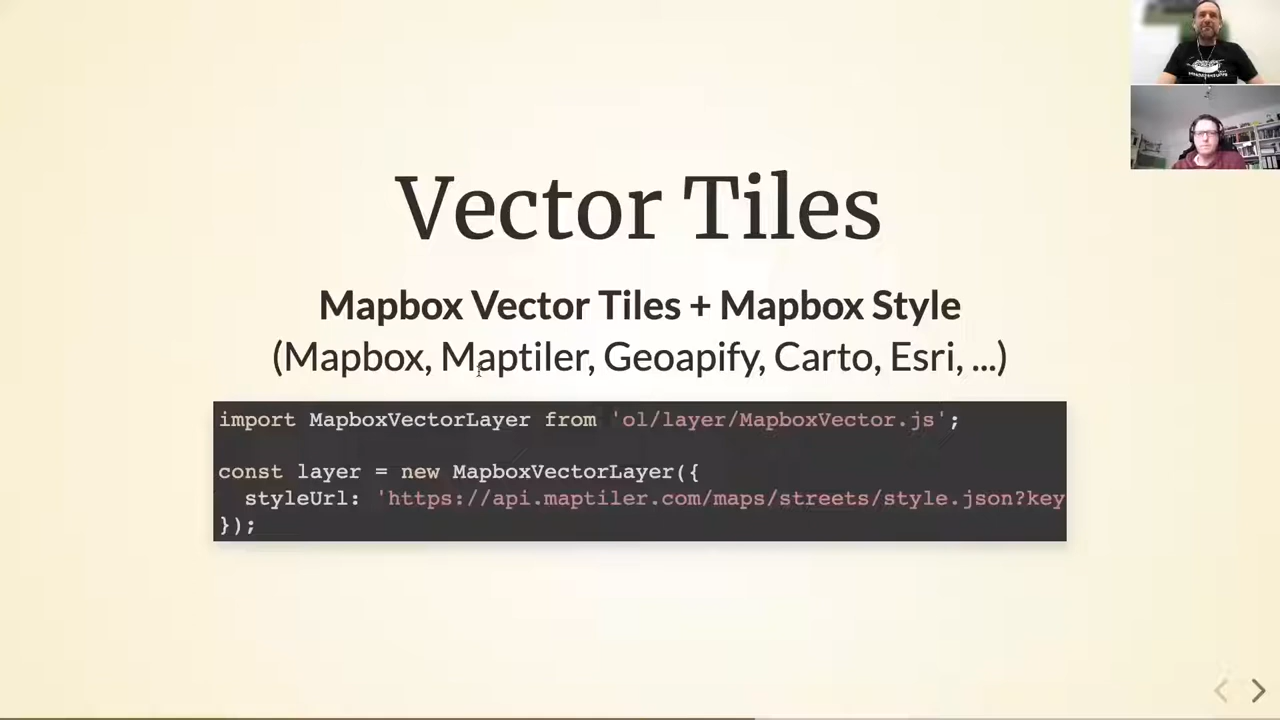 Vector Tiles
Mapbox Vector Tiles + Mapbox Style
(Mapbox, Maptiler, Geoapify, Carto, Esri, ...)
import MapboxVectorLayer from 'ol/layer/MapboxVector.js';
const layer = new MapboxVectorLayer({
styleUrl: 'https://api.maptiler.com/maps/streets/style.json?key
});